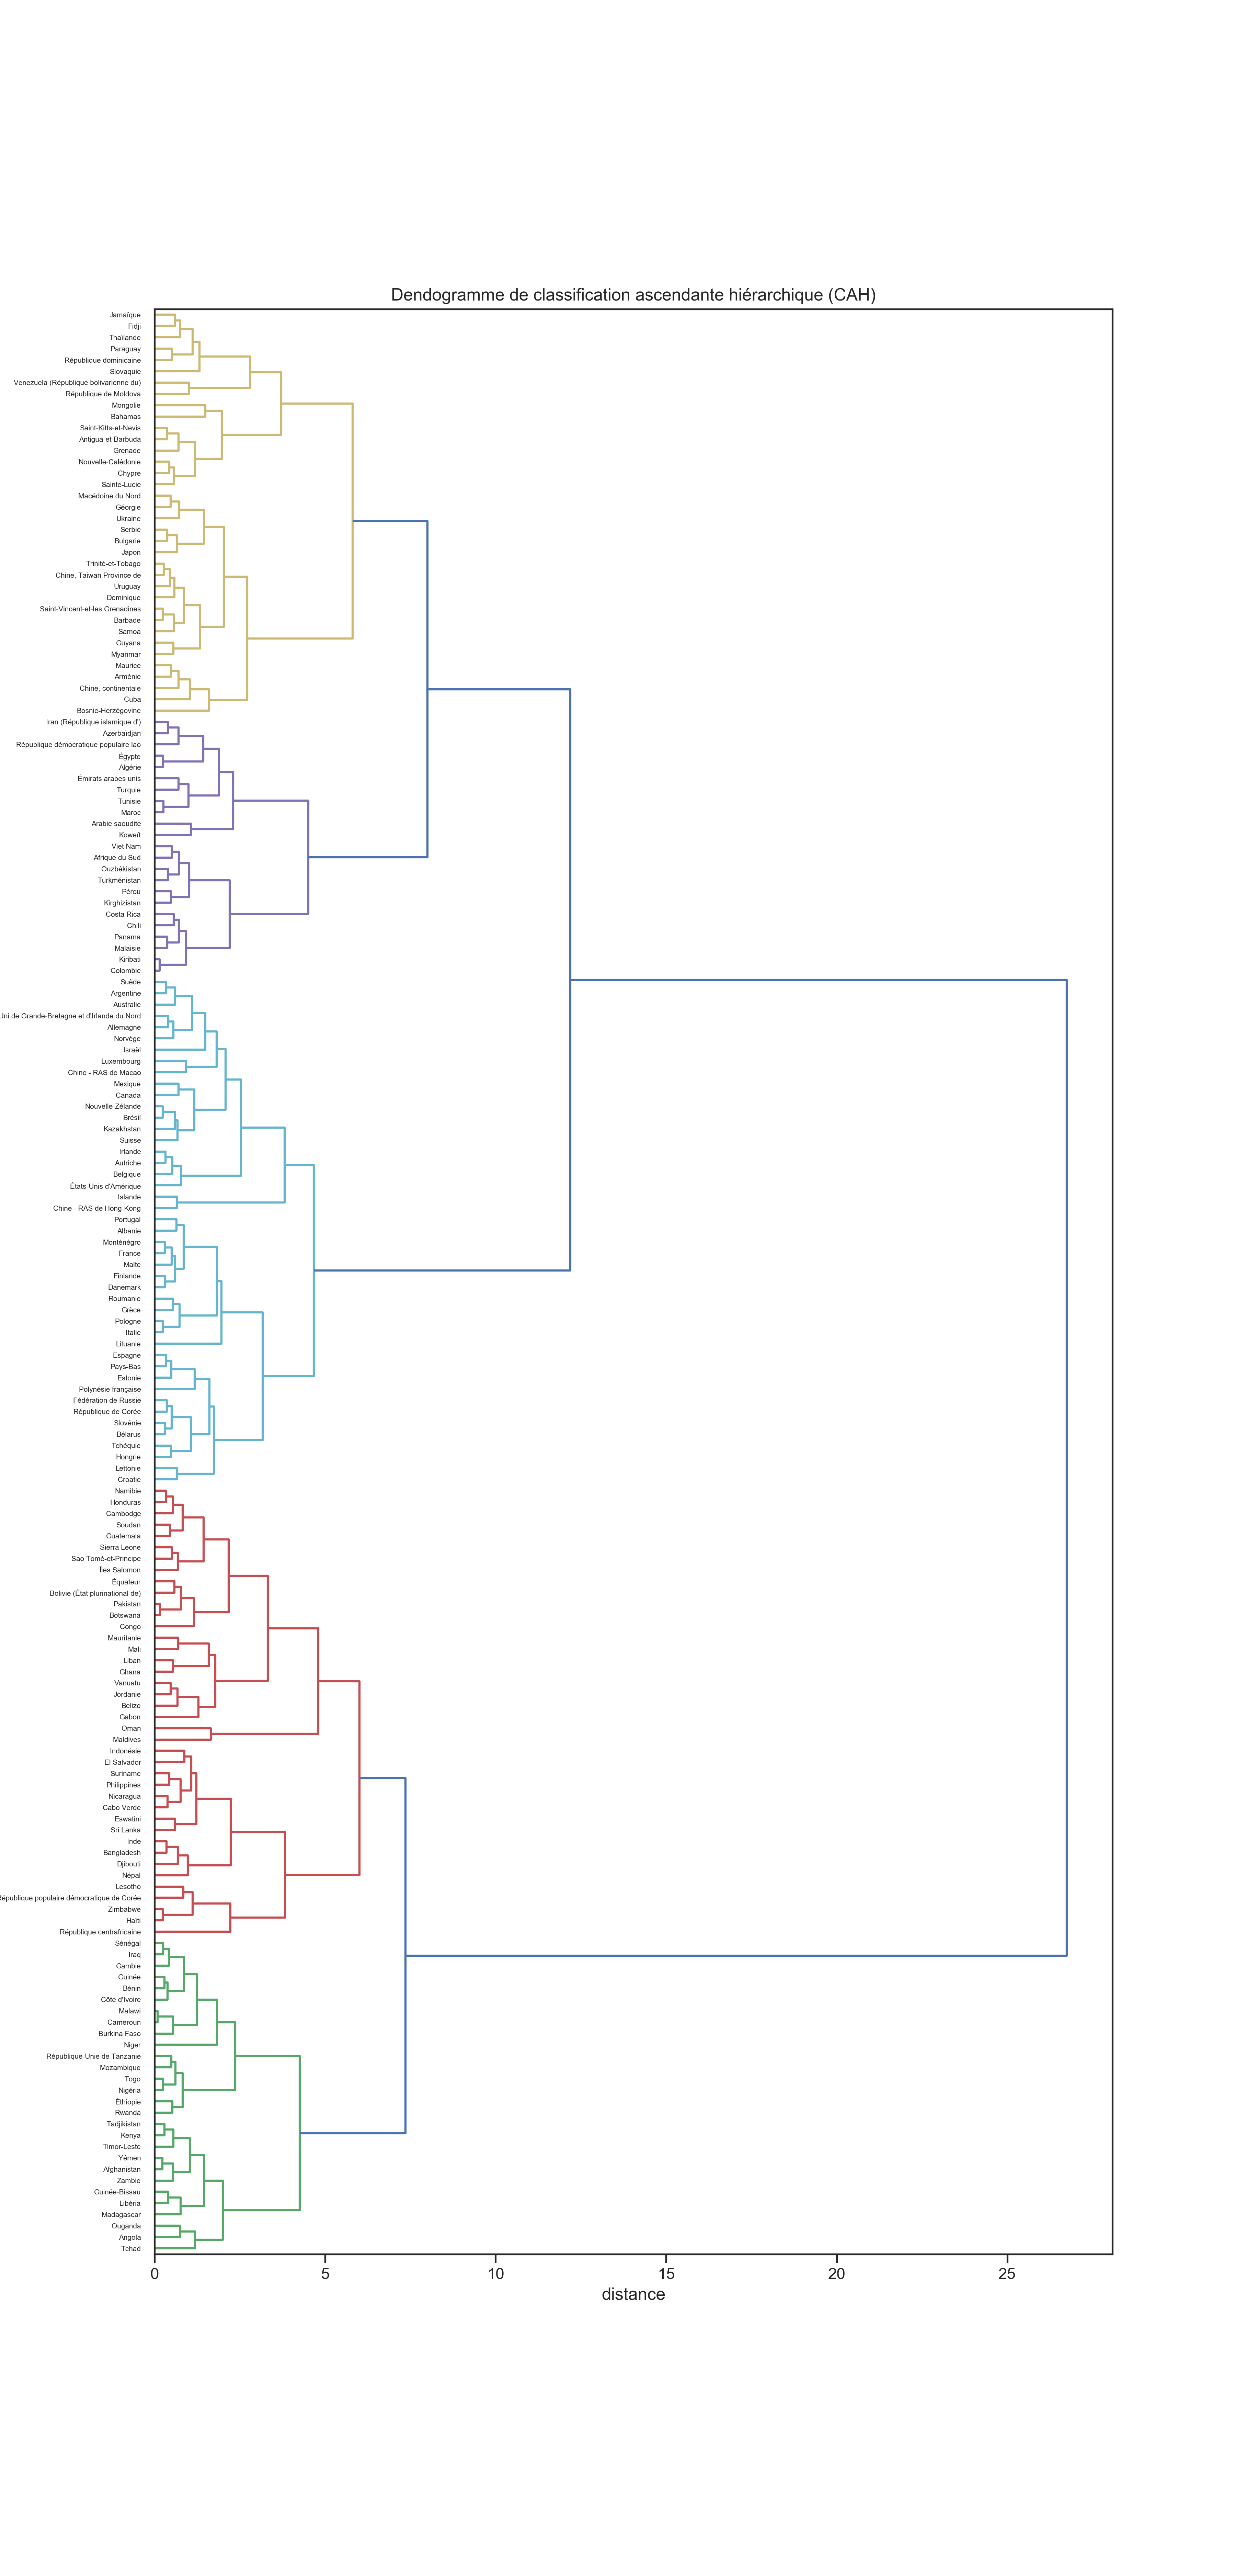 Dendogramme de classification ascendante hiérarchique (CAH)
Jamaïque
Fidji
Thaïlande
Paraguay
République dominicaine
Slovaquie
Venezuela (République bolivarienne du)
République de Moldova
Mongolie
Bahamas
Saint-Kitts-et-Nevis
Antigua-et-Barbuda
Grenade
Nouvelle-Calédonie
Chypre
Sainte-Lucie
Macédoine du Nord
Géorgie
Ukraine
Serbie
Bulgarie
Japon
Trinité-et-Tobago
Chine, Taiwan Province de
Uruguay
Dominique
Saint-Vincent-et-les Grenadines
Barbade
Samoa
Guyana
Myanmar
Maurice
Arménie
Chine, continentale
Cuba
Bosnie-Herzégovine
Iran (République islamique d')
Azerbaïdjan
République démocratique populaire lao
Égypte
Algérie
Émirats arabes unis
Turquie
Tunisie
Maroc
Arabie saoudite
Koweït
Viet Nam
Afrique du Sud
Ouzbékistan
Turkménistan
Pérou
Kirghizistan
Costa Rica
Chili
Panama
Malaisie
Kiribati
Colombie
Suède
Argentine
Australie
Uni de Grande-Bretagne et d'Irlande du Nord
Allemagne
Norvège
Israël
Luxembourg
Chine - RAS de Macao
Mexique
Canada
Nouvelle-Zélande
Brésil
Kazakhstan
Suisse
Irlande
Autriche
Belgique
États-Unis d'Amérique
Islande
Chine - RAS de Hong-Kong
Portugal
Albanie
Monténégro
France
Malte
Finlande
Danemark
Roumanie
Grèce
Pologne
Italie
Lituanie
Espagne
Pays-Bas
Estonie
Polynésie française
Fédération de Russie
République de Corée
Slovénie
Bélarus
Tchéquie
Hongrie
Lettonie
Croatie
Namibie
Honduras
Cambodge
Soudan
Guatemala
Sierra Leone
Sao Tomé-et-Principe
Îles Salomon
Équateur
Bolivie (État plurinational de)
Pakistan
Botswana
Congo
Mauritanie
Mali
Liban
Ghana
Vanuatu
Jordanie
Belize
Gabon
Oman
Maldives
Indonésie
El Salvador
Suriname
Philippines
Nicaragua
Cabo Verde
Eswatini
Sri Lanka
Inde
Bangladesh
Djibouti
Népal
Lesotho
République populaire démocratique de Corée
Zimbabwe
Haïti
République centrafricaine
Sénégal
Iraq
Gambie
Guinée
Bénin
Côte d'Ivoire
Malawi
Cameroun
Burkina Faso
Niger
République-Unie de Tanzanie
Mozambique
Togo
Nigéria
Éthiopie
Rwanda
Tadjikistan
Kenya
Timor-Leste
Yémen
Afghanistan
Zambie
Guinée-Bissau
Libéria
Madagascar
Ouganda
Angola
Tchad
0 5 10 15 20 25
distance